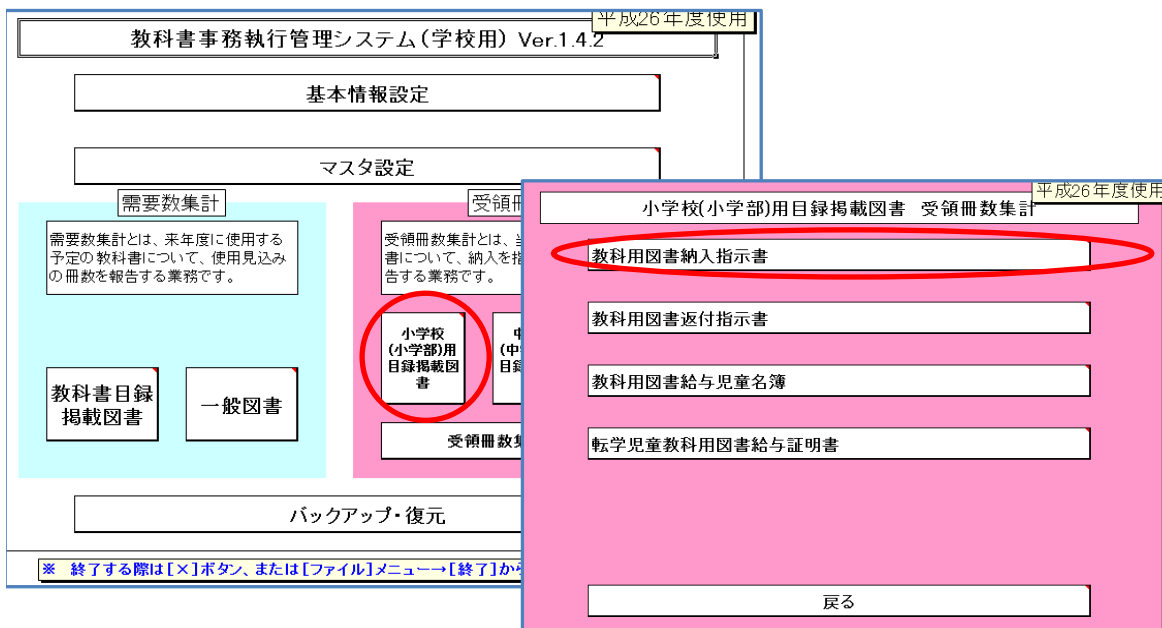 平成26年度使用
教科書事務執行管理システム(学校用) Ver.1.4.2
基本情報設定
マスタ設定
需要数集計
需要数集計とは、来年度に使用する
予定の教科書について、使用見込み
の冊数を報告する業務です。
教科書目録
掲載図書
一般図書
受領冊
受領冊数集計とは、
書について、納入を指
告する業務です。
小学校
(小学部)用
目録掲載図
書
(中
目録
受領冊数集
バックアップ・復元
※ 終了する際は[×]ボタン、または[ファイル]メニュー→[終了]か
平成26年度使用
小学校(小学部)用目録掲載図書 受領冊数集計
教科用図書納入指示書
教科用図書返付指示書
教科用図書給与児童名簿
転学児童教科用図書給与証明書
戻る